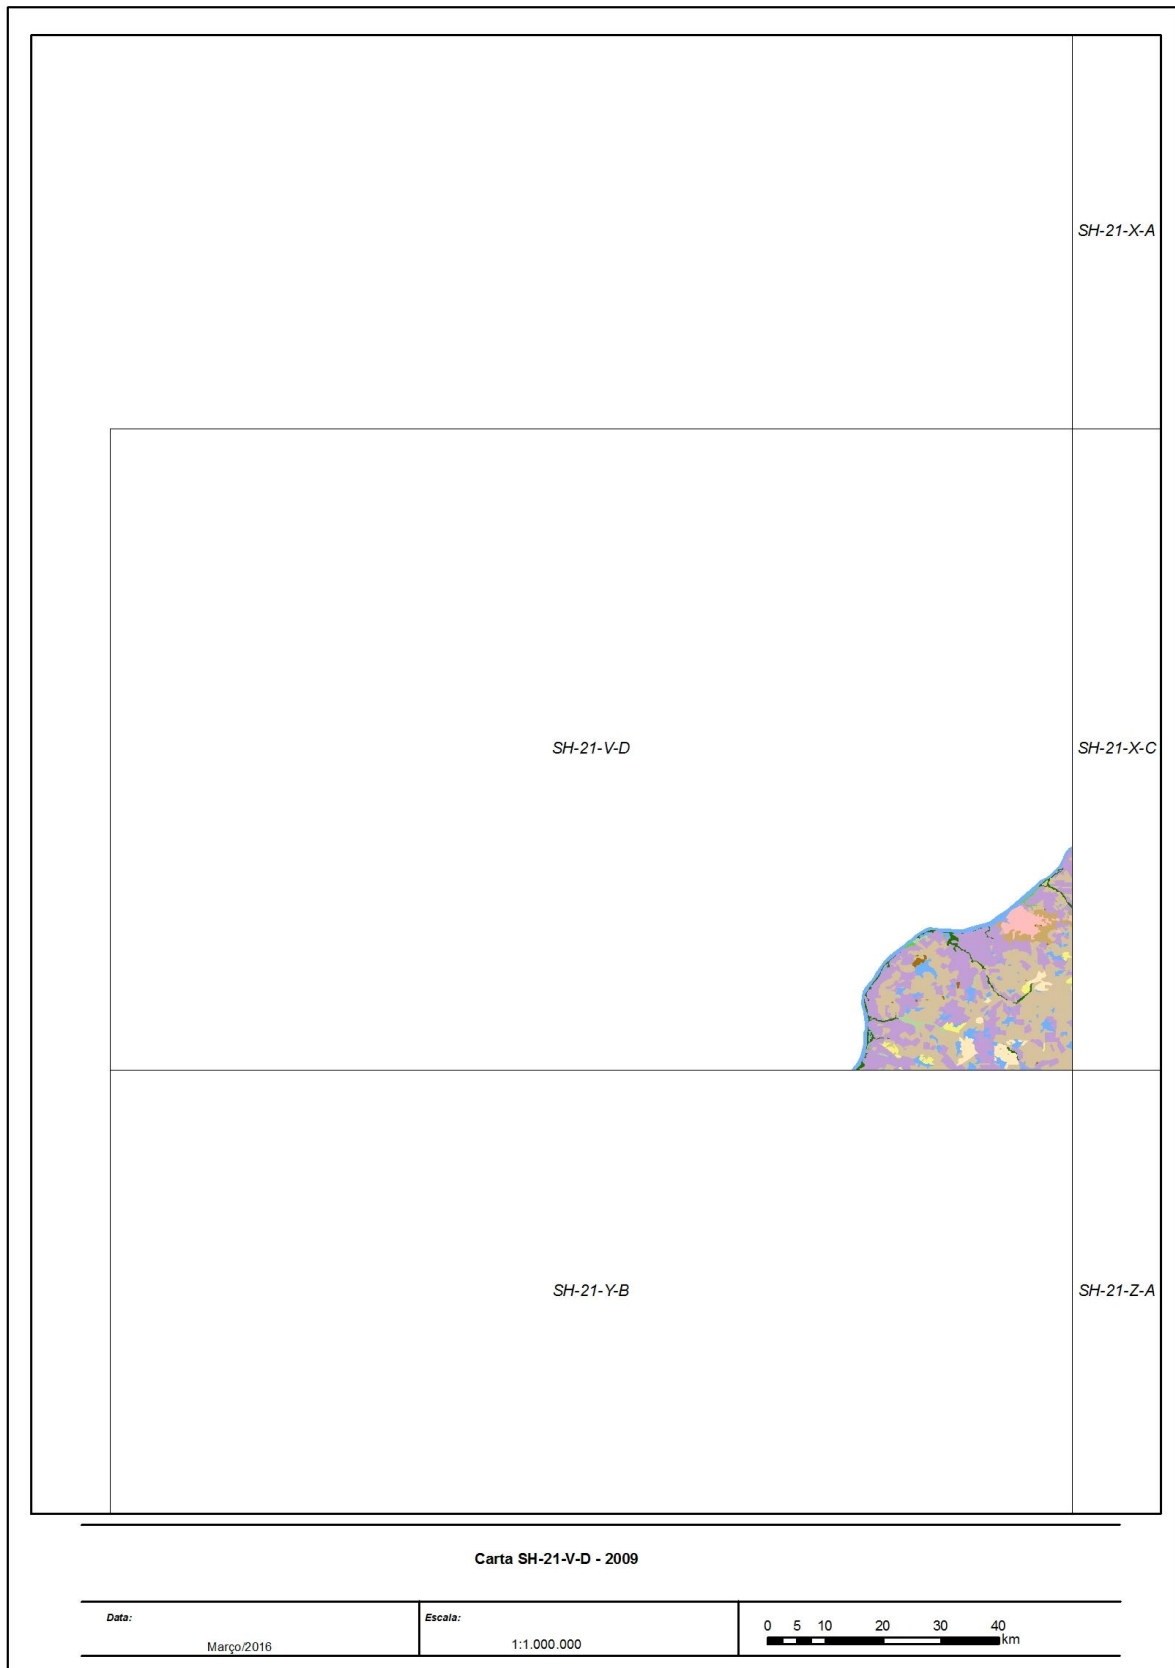 SH-21-X-A
SH-21-V-D
SH-21-X-C
SH-21-Y-B
SH-21-Z-A
Carta SH-21-V-D - 2009
Data:
Março/2016
Escala:
1:1.000.000
0 5 10 20 30 40
km